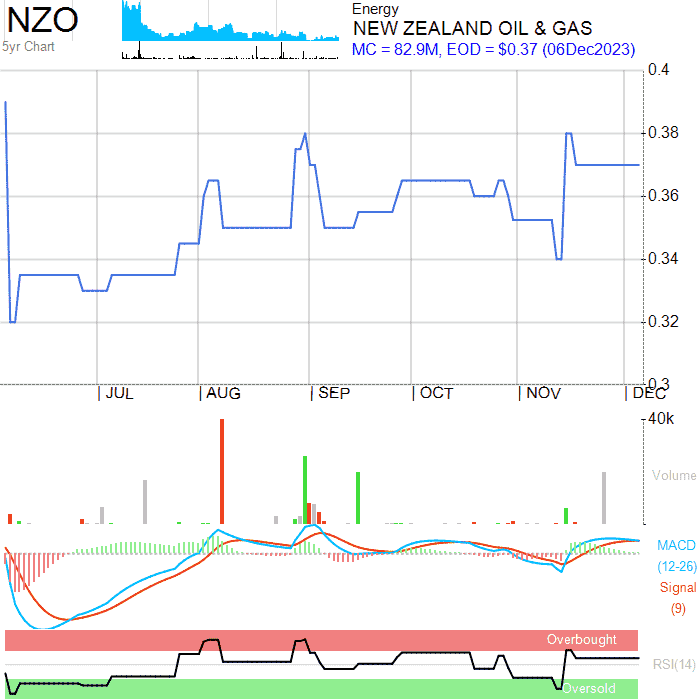 NZO
5yr Chart
Energy
NEW ZEALAND OIL & GAS
MC = 82.9M, EOD = $0.37 (06Dec2023)
0.4
0.38
0.36
0.34
0.32
0.3
| JUL | AUG | SEP | OCT | NOV | DEC
40k
Volume
MACD
(12-26)
Signal
(9)
Overbought
RSI(14)
Oversold